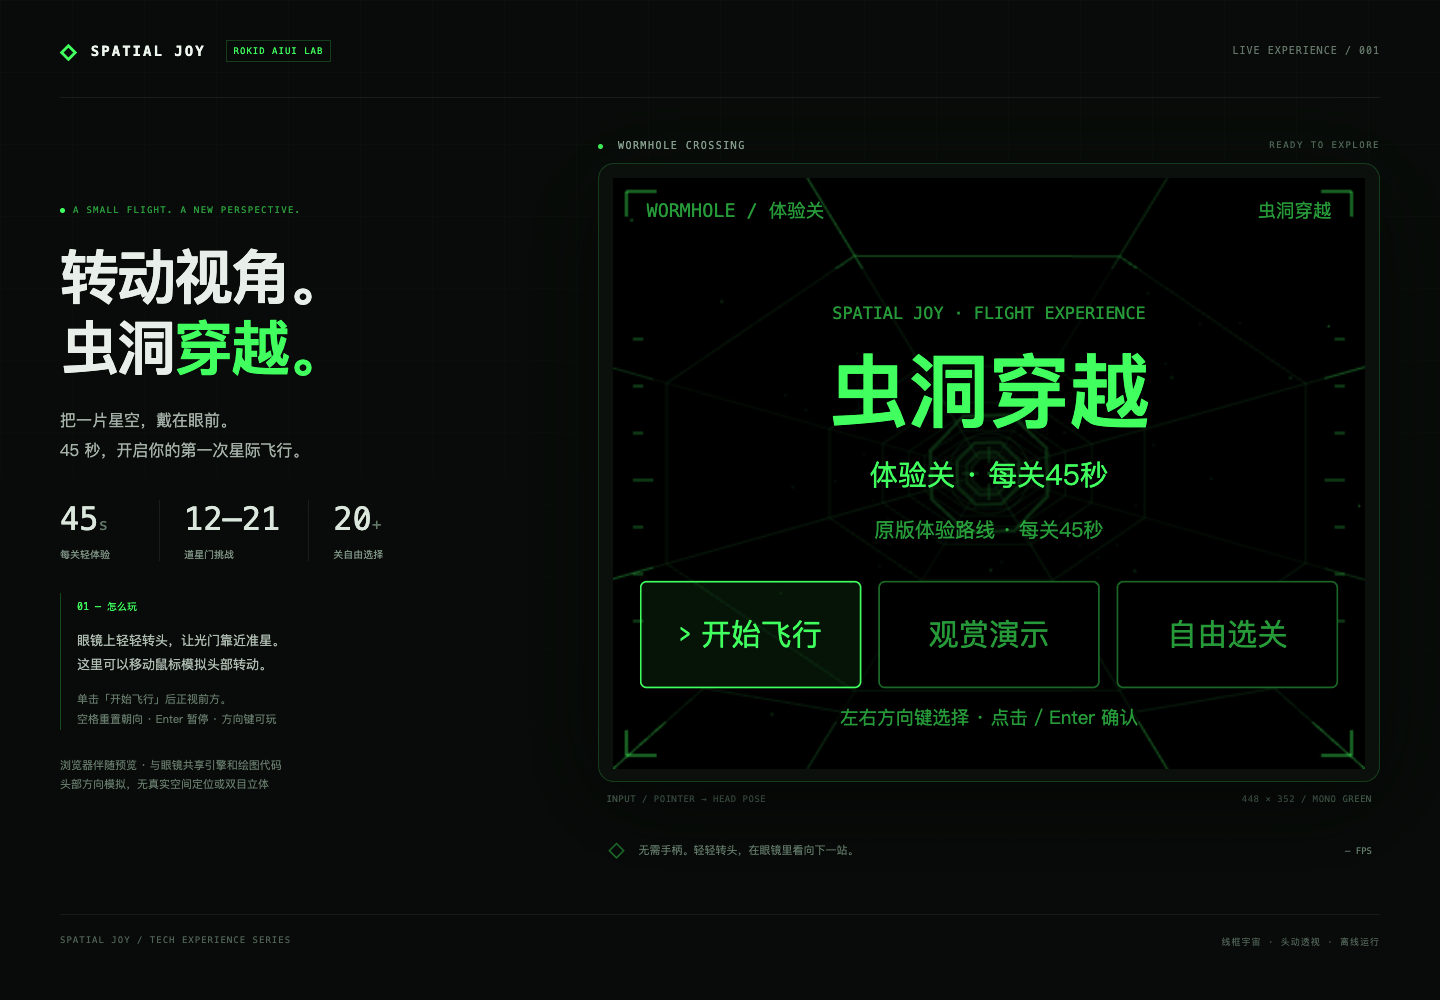 SPATIAL JOY
ROKID AIUI LAB
LIVE EXPERIENCE / 001
A SMALL FLIGHT. A NEW PERSPECTIVE.
转动视角。
虫洞穿越。
把一片星空，戴在眼前。
45 秒，开启你的第一次星际飞行。
45s
每关轻体验
12—21
道星门挑战
20+
关自由选择
01 — 怎么玩
眼镜上轻轻转头，让光门靠近准星。
这里可以移动鼠标模拟头部转动。
单击「开始飞行」后正视前方。
空格重置朝向 · Enter 暂停 · 方向键可玩
浏览器伴随预览 · 与眼镜共享引擎和绘图代码
头部方向模拟，无真实空间定位或双目立体
WORMHOLE CROSSING
READY TO EXPLORE
WORMHOLE / 体验关
虫洞穿越
SPATIAL JOY · FLIGHT EXPERIENCE
虫洞穿越
体验关 · 每关45秒
原版体验路线 · 每关45秒
> 开始飞行
观赏演示
自由选关
左右方向键选择 · 点击 / Enter 确认
INPUT / POINTER → HEAD POSE
448 × 352 / MONO GREEN
无需手柄。轻轻转头，在眼镜里看向下一站。
— FPS
SPATIAL JOY / TECH EXPERIENCE SERIES
线框宇宙 · 头动透视 · 离线运行